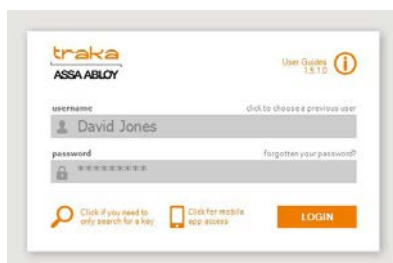 traka
ASSA ABLOY
User Guides
1.8.1.0
username
click to choose a previous user
David Jones
password
forgotten your password?
*********
Click if you need to
only search for a key
Click for mobile
app access
LOGIN